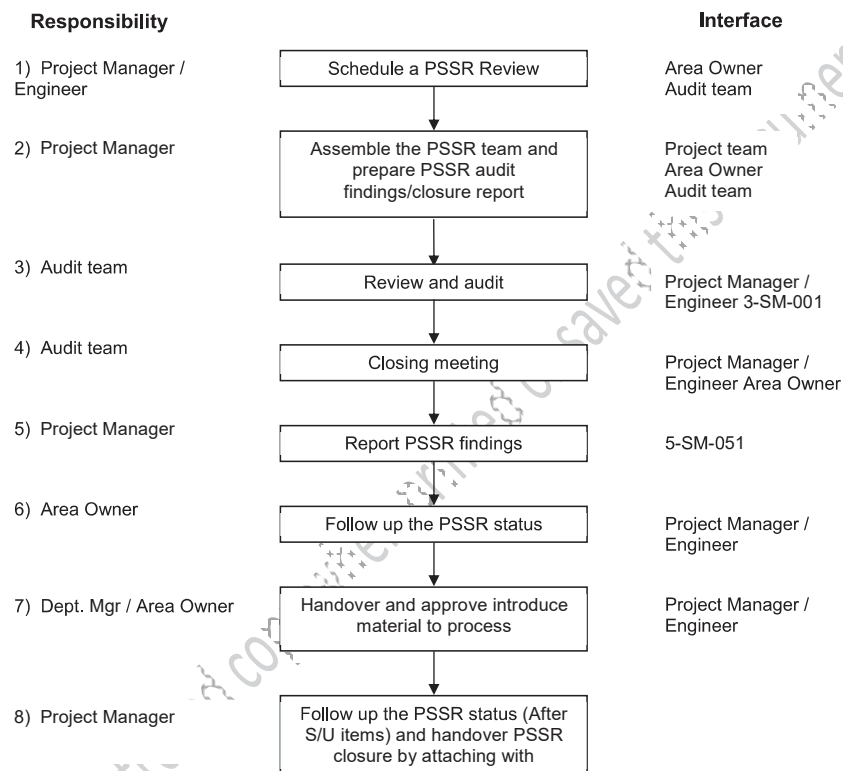 Responsibility
Interface
1) Project Manager /
Engineer
Schedule a PSSR Review
Area Owner
Audit team
2) Project Manager
Assemble the PSSR team and
prepare PSSR audit
findings/closure report
Project team
Area Owner
Audit team
3) Audit team
Review and audit
Project Manager /
Engineer 3-SM-001
4) Audit team
Closing meeting
Project Manager /
Engineer Area Owner
5) Project Manager
Report PSSR findings
5-SM-051
6) Area Owner
Follow up the PSSR status
Project Manager /
Engineer
7) Dept. Mgr / Area Owner
Handover and approve introduce
material to process
Project Manager /
Engineer
8) Project Manager
Follow up the PSSR status (After
S/U items) and handover PSSR
closure by attaching with